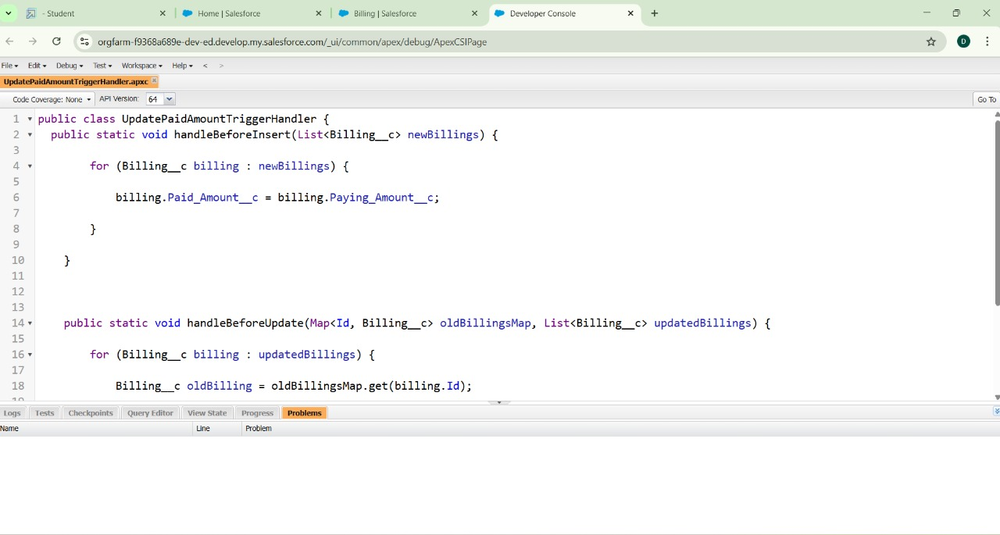 - Student
Home | Salesforce
Billing | Salesforce
Developer Console
orgfarm-f9368a689e-dev-ed.develop.my.salesforce.com/_ui/common/apex/debug/ApexCSIPage
D
File Edit Debug Test Workspace Help < >
UpdatePaidAmountTriggerHandler.apxc
Code Coverage: None API Version: 64 Go To
1 public class UpdatePaidAmountTriggerHandler {
2 public static void handleBeforeInsert(List<Billing__c> newBillings) {
3
4 for (Billing__c billing : newBillings) {
5
6 billing.Paid_Amount__c = billing.Paying_Amount__c;
7
8 }
9
10 }
11
12
13
14 public static void handleBeforeUpdate(Map<Id, Billing__c> oldBillingsMap, List<Billing__c> updatedBillings) {
15
16 for (Billing__c billing : updatedBillings) {
17
18 Billing__c oldBilling = oldBillingsMap.get(billing.Id);
19
Logs Tests Checkpoints Query Editor View State Progress Problems
Name Line Problem